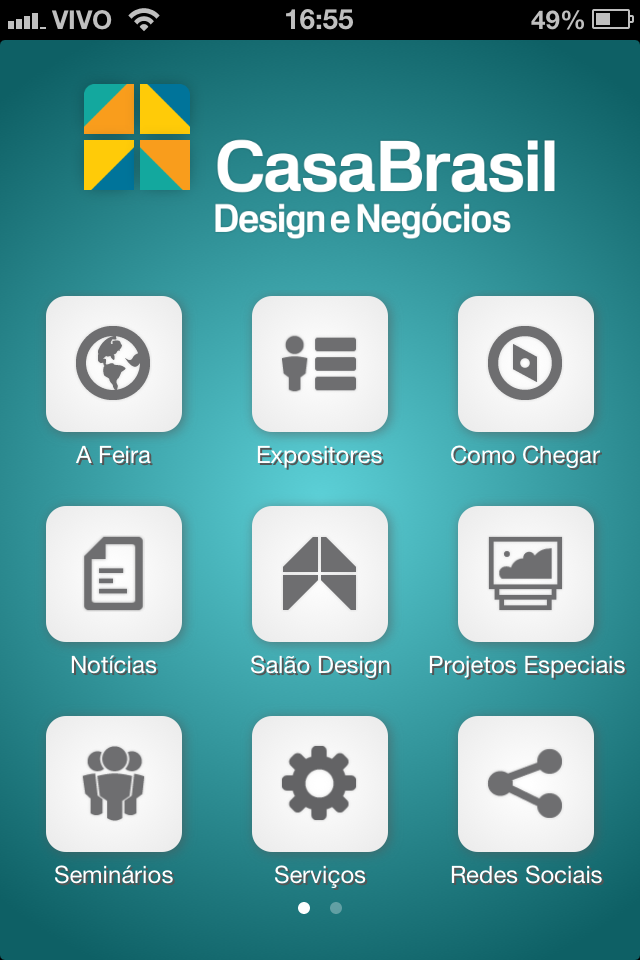 VIVO 16:55 49%
CasaBrasil
Design e Negócios
A Feira Expositores Como Chegar
Notícias Salão Design Projetos Especiais
Seminários Serviços Redes Sociais